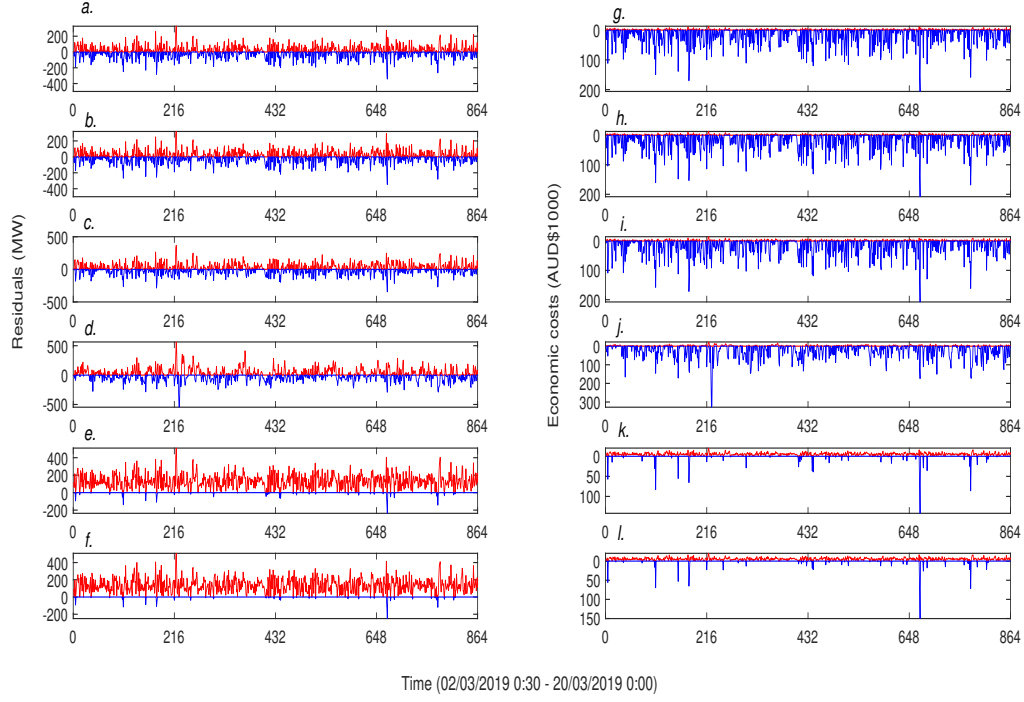 a.
200
0
-200
-400
0 216 432 648 864
b.
200
0
-200
-400
0 216 432 648 864
c.
500
0
-500
0 216 432 648 864
d.
500
0
-500
0 216 432 648 864
e.
400
200
0
-200
0 216 432 648 864
f.
400
200
0
-200
0 216 432 648 864
Residuals (MW)
g.
0
100
200
0 216 432 648 864
h.
0
100
200
0 216 432 648 864
i.
0
100
200
0 216 432 648 864
j.
0
100
200
300
0 216 432 648 864
k.
0
50
100
0 216 432 648 864
l.
0
50
100
150
0 216 432 648 864
Economic costs (AUD$1000)
Time (02/03/2019 0:30 - 20/03/2019 0:00)